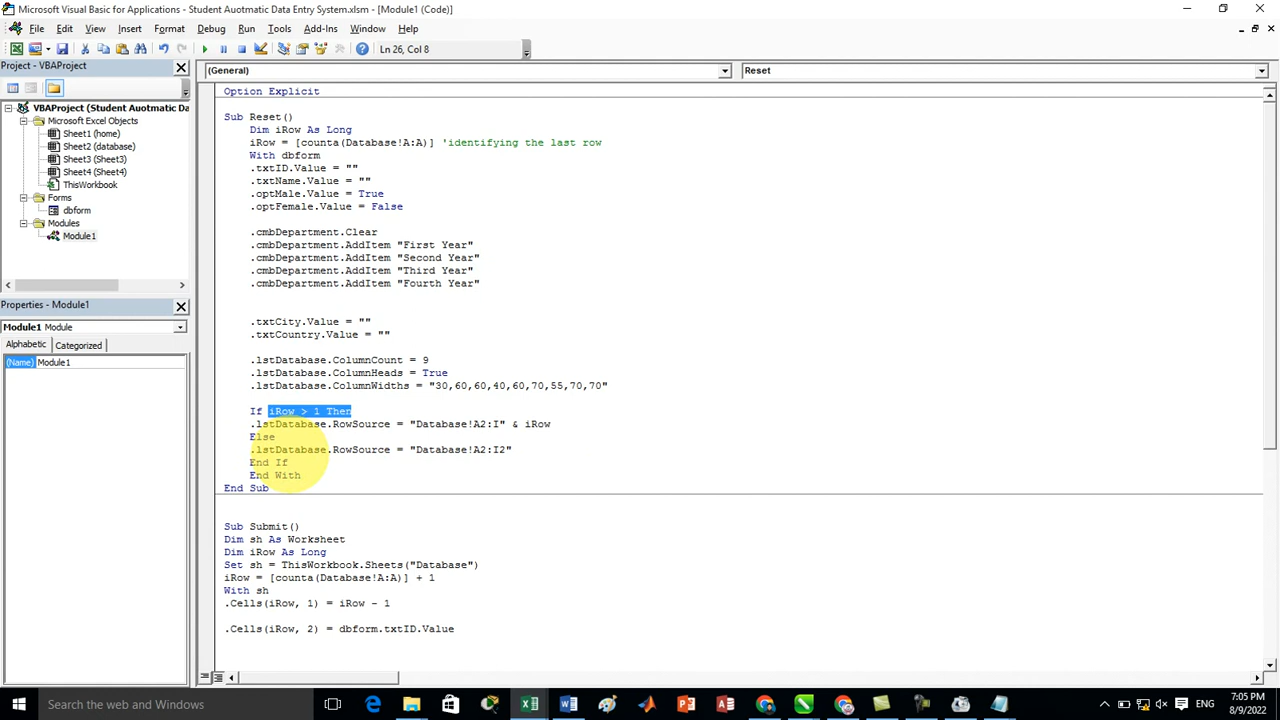 Microsoft Visual Basic for Applications - Student Auotmatic Data Entry System.xlsm - [Module1 (Code)]
File Edit View Insert Format Debug Run Tools Add-Ins Window Help
Ln 26, Col 8
Project - VBAProject
(General)
Reset
VBAProject (Student Auotmatic Da
Microsoft Excel Objects
Sheet1 (home)
Sheet2 (database)
Sheet3 (Sheet3)
Sheet4 (Sheet4)
ThisWorkbook
Forms
dbform
Modules
Module1
Properties - Module1
Module1 Module
Alphabetic Categorized
(Name) Module1
Option Explicit
Sub Reset()
Dim iRow As Long
iRow = [counta(Database!A:A)] 'identifying the last row
With dbform
.txtID.Value = ""
.txtName.Value = ""
.optMale.Value = True
.optFemale.Value = False
.cmbDepartment.Clear
.cmbDepartment.AddItem "First Year"
.cmbDepartment.AddItem "Second Year"
.cmbDepartment.AddItem "Third Year"
.cmbDepartment.AddItem "Fourth Year"
.txtCity.Value = ""
.txtCountry.Value = ""
.lstDatabase.ColumnCount = 9
.lstDatabase.ColumnHeads = True
.lstDatabase.ColumnWidths = "30,60,60,40,60,70,55,70,70"
If iRow > 1 Then
.lstDatabase.RowSource = "Database!A2:I" & iRow
Else
.lstDatabase.RowSource = "Database!A2:I2"
End If
End With
End Sub
Sub Submit()
Dim sh As Worksheet
Dim iRow As Long
Set sh = ThisWorkbook.Sheets("Database")
iRow = [counta(Database!A:A)] + 1
With sh
.Cells(iRow, 1) = iRow - 1
.Cells(iRow, 2) = dbform.txtID.Value
Search the web and Windows
ENG
7:05 PM
8/9/2022